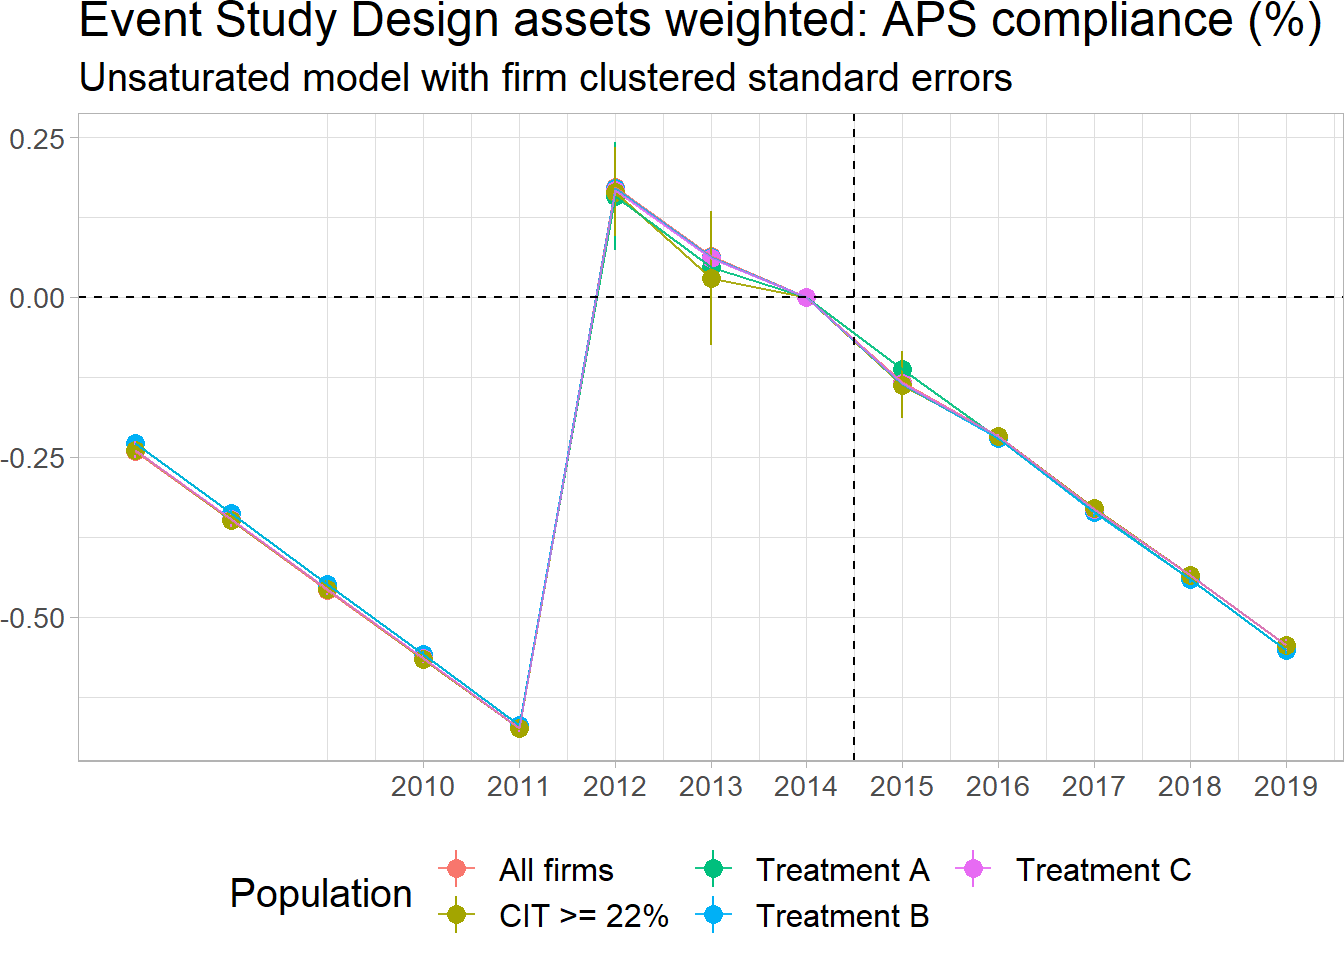 Event Study Design assets weighted: APS compliance (%)
Unsaturated model with firm clustered standard errors
0.25
0.00
-0.25
-0.50
2010 2011 2012 2013 2014 2015 2016 2017 2018 2019
Population
All firms
Treatment A
Treatment C
CIT >= 22%
Treatment B